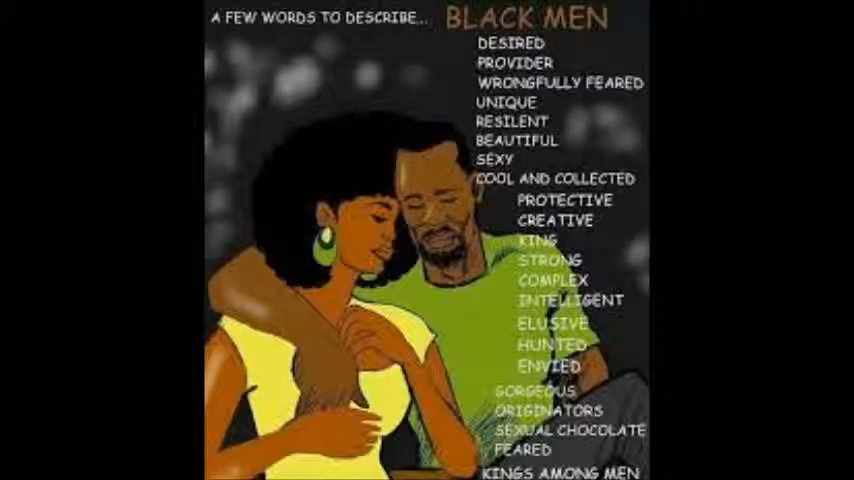 A FEW WORDS TO DESCRIBE... BLACK MEN
DESIRED
PROVIDER
WRONGFULLY FEARED
UNIQUE
RESILENT
BEAUTIFUL
SEXY
COOL AND COLLECTED
PROTECTIVE
CREATIVE
KING
STRONG
COMPLEX
INTELLIGENT
ELUSIVE
HUNTED
ENVIED
GORGEOUS
ORIGINATORS
SEXUAL CHOCOLATE
FEARED
KINGS AMONG MEN